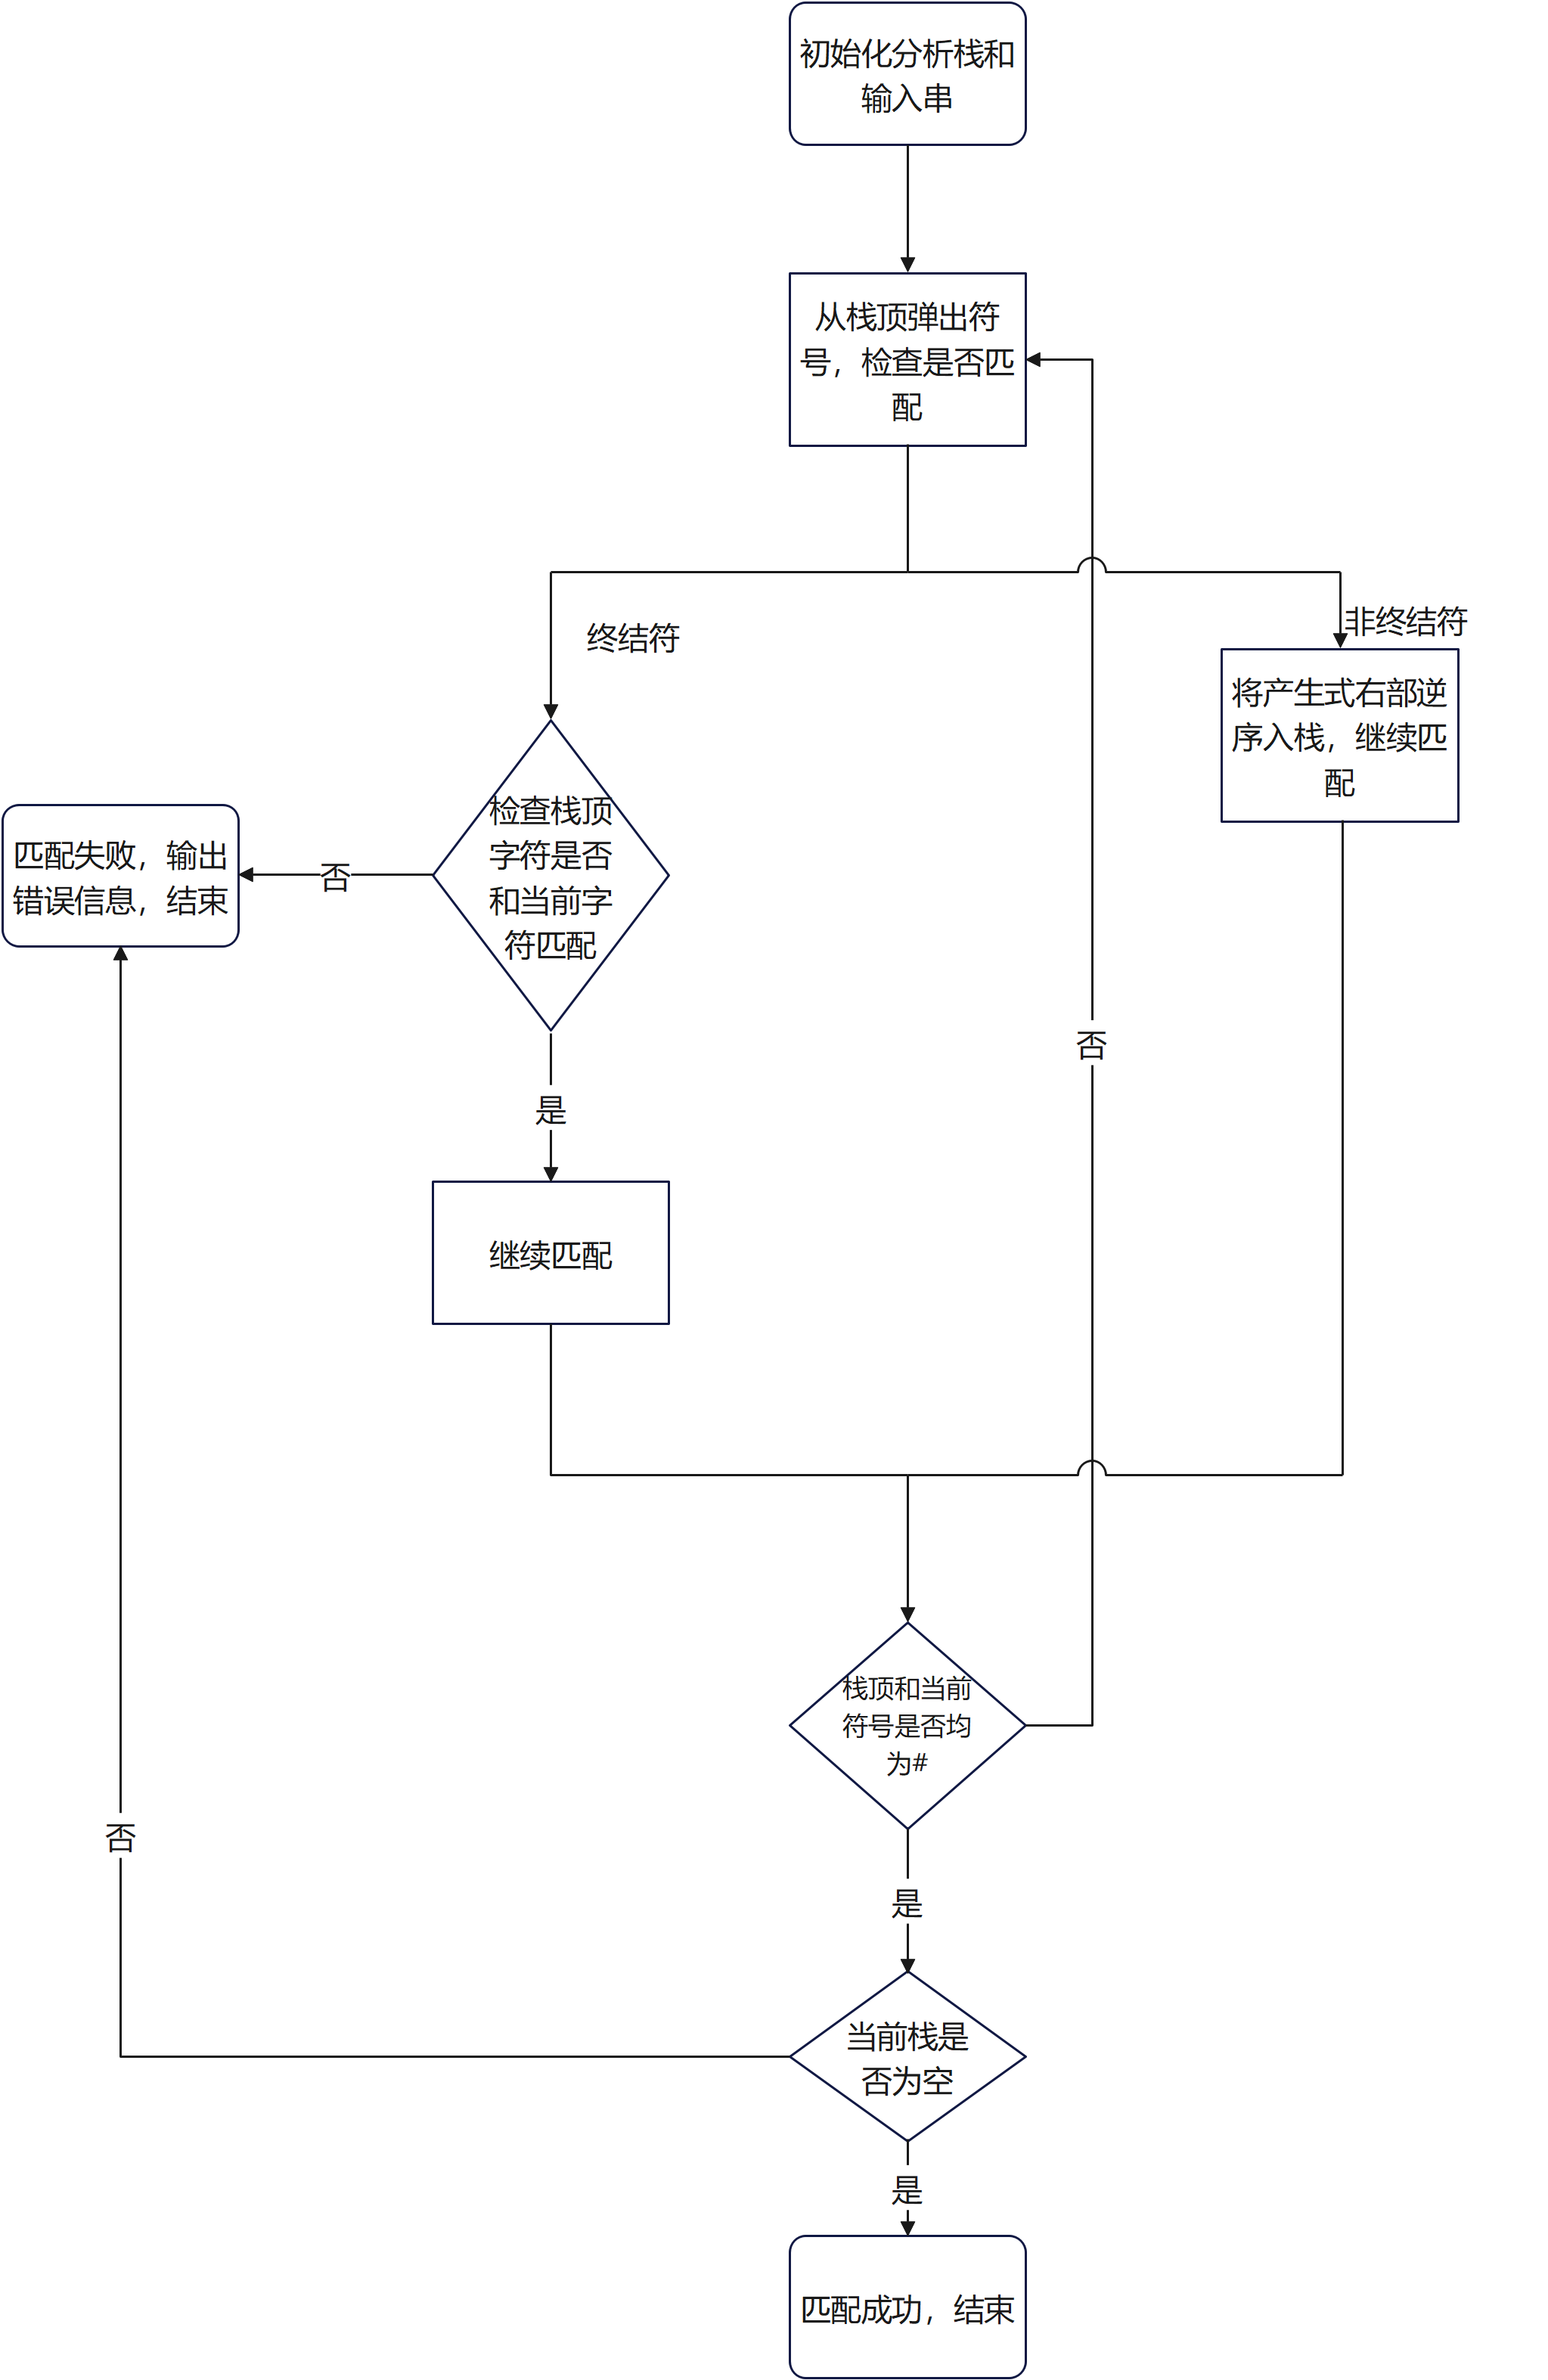 初始化分析栈和
输入串
从栈顶弹出符
号，检查是否匹
配
终结符
非终结符
将产生式右部逆
序入栈，继续匹
配
检查栈顶
字符是否
和当前字
符匹配
否
匹配失败，输出
错误信息，结束
是
否
继续匹配
栈顶和当前
符号是否均
为#
否
是
当前栈是
否为空
是
匹配成功，结束